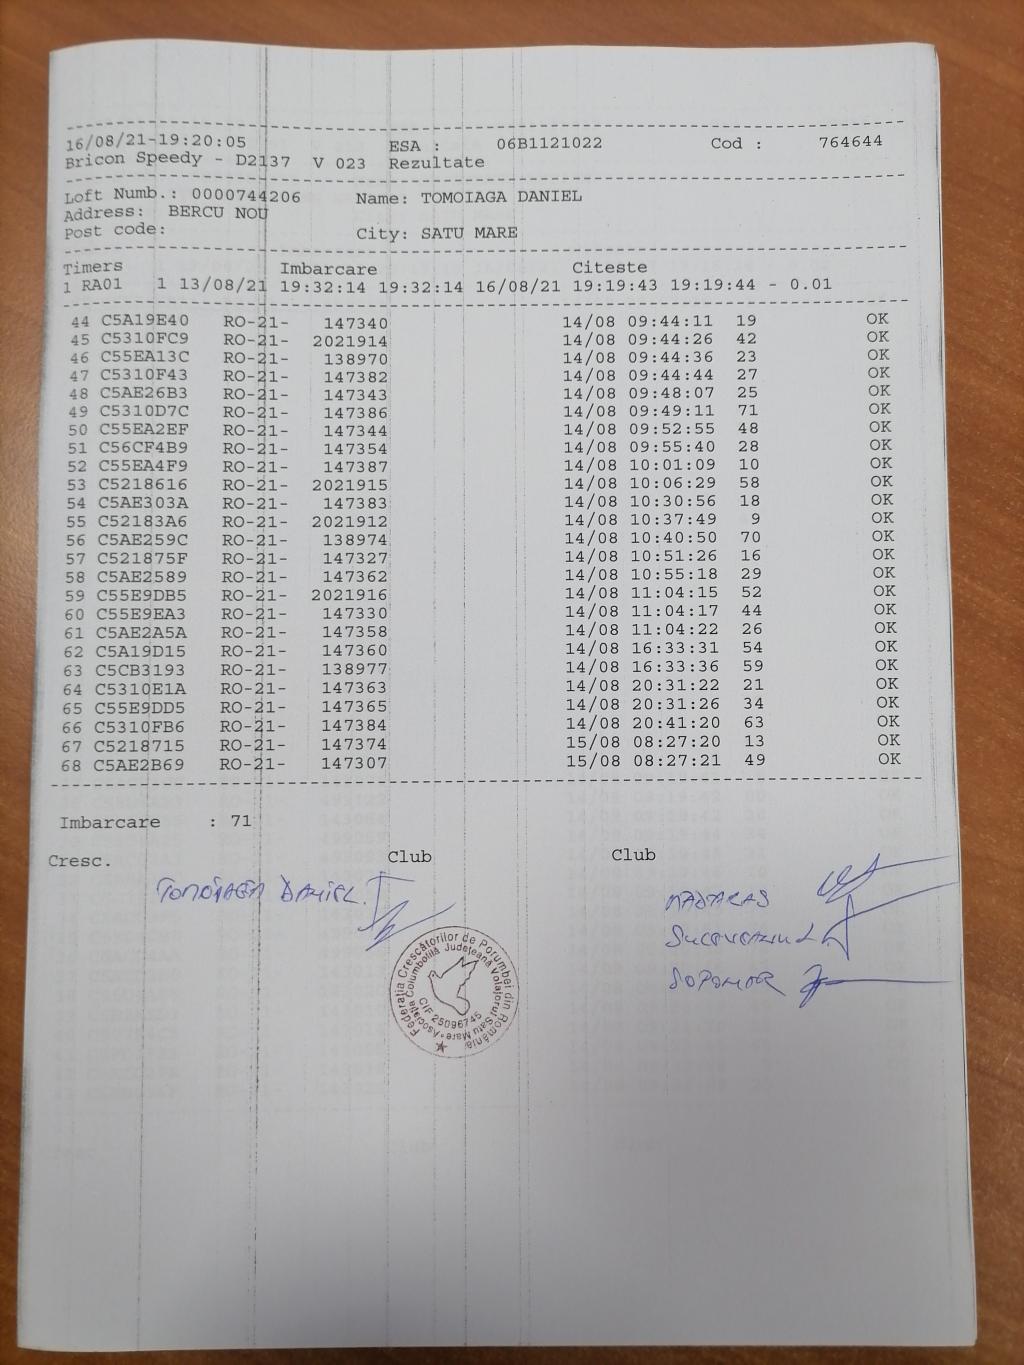 16/08/21-19:20:05 ESA : 06B1121022 Cod : 764644
Bricon Speedy - D2137 V 023 Rezultate
Loft Numb.: 0000744206 Name: TOMOIAGA DANIEL
Address: BERCU NOU
Post code: City: SATU MARE
Timers Imbarcare Citeste
1 RA01 1 13/08/21 19:32:14 19:32:14 16/08/21 19:19:43 19:19:44 - 0.01
44 C5A19E40 RO-21- 147340 14/08 09:44:11 19 OK
45 C5310FC9 RO-21- 2021914 14/08 09:44:26 42 OK
46 C55EA13C RO-21- 138970 14/08 09:44:36 23 OK
47 C5310F43 RO-21- 147382 14/08 09:44:44 27 OK
48 C5AE26B3 RO-21- 147343 14/08 09:48:07 25 OK
49 C5310D7C RO-21- 147386 14/08 09:49:11 71 OK
50 C55EA2EF RO-21- 147344 14/08 09:52:55 48 OK
51 C56CF4B9 RO-21- 147354 14/08 09:55:40 28 OK
52 C55EA4F9 RO-21- 147387 14/08 10:01:09 10 OK
53 C5218616 RO-21- 2021915 14/08 10:06:29 58 OK
54 C5AE303A RO-21- 147383 14/08 10:30:56 18 OK
55 C52183A6 RO-21- 2021912 14/08 10:37:49 9 OK
56 C5AE259C RO-21- 138974 14/08 10:40:50 70 OK
57 C521875F RO-21- 147327 14/08 10:51:26 16 OK
58 C5AE2589 RO-21- 147362 14/08 10:55:18 29 OK
59 C55E9DB5 RO-21- 2021916 14/08 11:04:15 52 OK
60 C55E9EA3 RO-21- 147330 14/08 11:04:17 44 OK
61 C5AE2A5A RO-21- 147358 14/08 11:04:22 26 OK
62 C5A19D15 RO-21- 147360 14/08 16:33:31 54 OK
63 C5CB3193 RO-21- 138977 14/08 16:33:36 59 OK
64 C5310E1A RO-21- 147363 14/08 20:31:22 21 OK
65 C55E9DD5 RO-21- 147365 14/08 20:31:26 34 OK
66 C5310FB6 RO-21- 147384 14/08 20:41:20 63 OK
67 C5218715 RO-21- 147374 15/08 08:27:20 13 OK
68 C5AE2B69 RO-21- 147307 15/08 08:27:21 49 OK
Imbarcare : 71
Cresc. Club Club
TOMOIAGA DANIEL
MADARAS
Federația Crescătorilor de Porumbei din România
Asociația Columbofilă Județeană Voiajorul Satu Mare
CIF 25096745